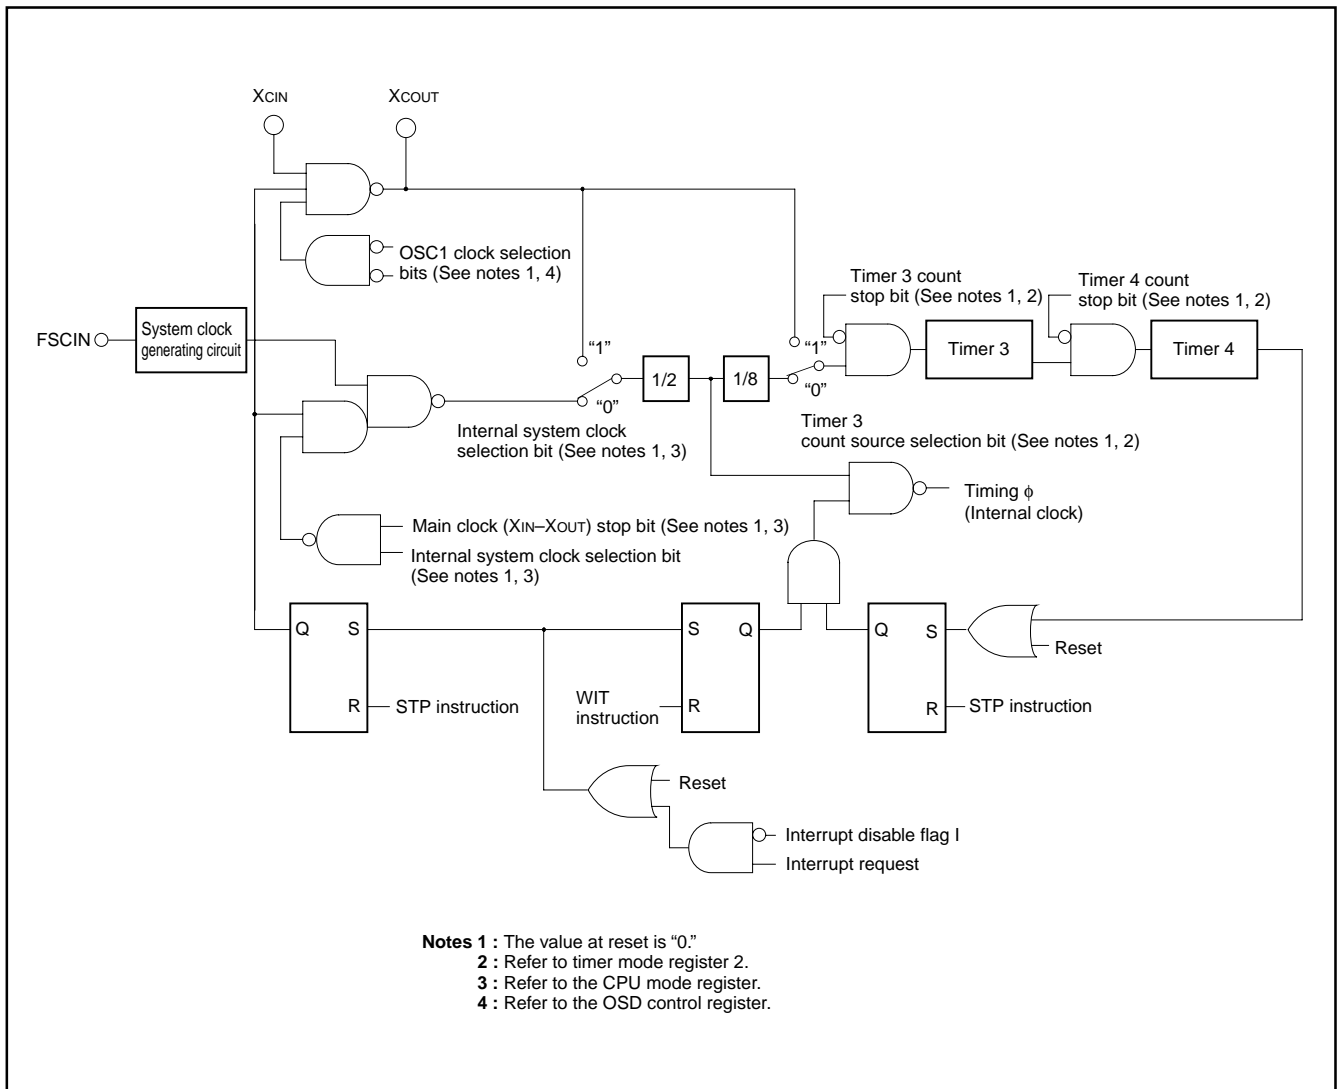 XCIN
XCOUT
OSC1 clock selection
bits (See notes 1, 4)
Timer 3 count
stop bit (See notes 1, 2)
Timer 4 count
stop bit (See notes 1, 2)
FSCIN
System clock
generating circuit
“1”
“0”
1/2
1/8
“1”
“0”
Timer 3
Timer 4
Internal system clock
selection bit (See notes 1, 3)
Timer 3
count source selection bit (See notes 1, 2)
Timing ϕ
(Internal clock)
Main clock (XIN–XOUT) stop bit (See notes 1, 3)
Internal system clock selection bit
(See notes 1, 3)
Q S
R
STP instruction
S Q
R
WIT
instruction
Q S
R
STP instruction
Reset
Reset
Interrupt disable flag I
Interrupt request
Notes 1 : The value at reset is “0.”
2 : Refer to timer mode register 2.
3 : Refer to the CPU mode register.
4 : Refer to the OSD control register.